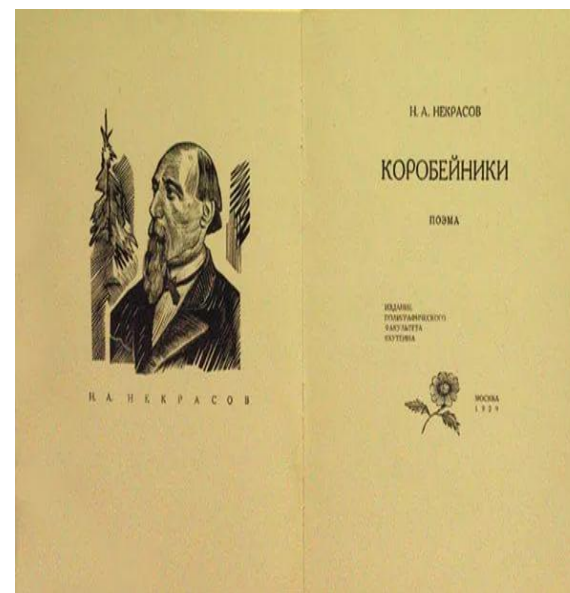 Н. А. НЕКРАСОВ
Н. А. НЕКРАСОВ
КОРОБЕЙНИКИ
ПОЭМА
ИЗДАНИЕ
ПОЛИГРАФИЧЕСКОГО
ФАКУЛЬТЕТА
ВХУТЕИНА
МОСКВА
1929